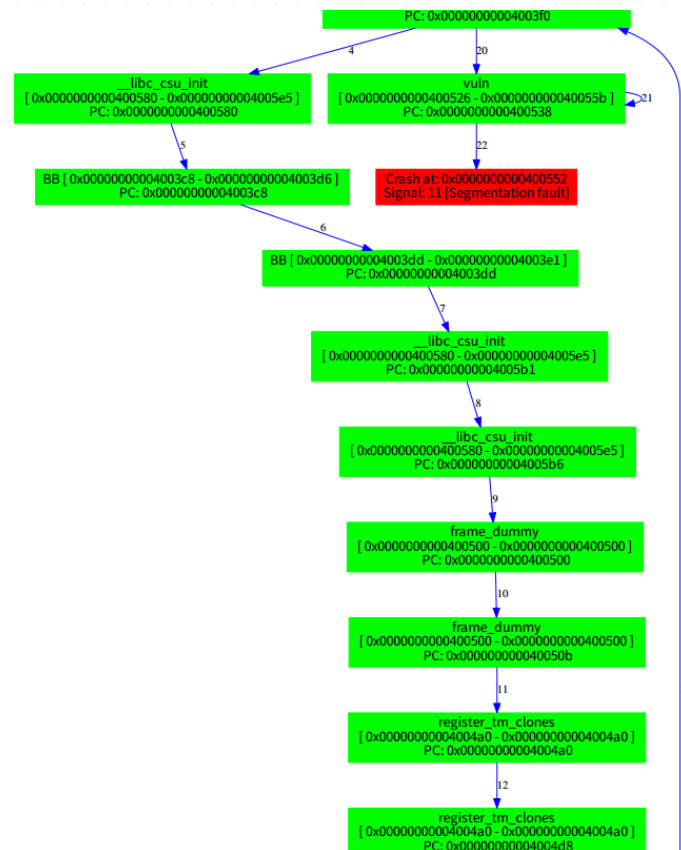 PC: 0x00000000004003f0
4
20
__libc_csu_init
[ 0x0000000000400580 - 0x00000000004005e5 ]
PC: 0x0000000000400580
vuln
[ 0x0000000000400526 - 0x000000000040055b ]
PC: 0x0000000000400538
21
5
22
BB [ 0x00000000004003c8 - 0x00000000004003d6 ]
PC: 0x00000000004003c8
Crash at: 0x0000000000400552
Signal: 11 [Segmentation fault]
6
BB [ 0x00000000004003dd - 0x00000000004003e1 ]
PC: 0x00000000004003dd
7
__libc_csu_init
[ 0x0000000000400580 - 0x00000000004005e5 ]
PC: 0x00000000004005b1
8
__libc_csu_init
[ 0x0000000000400580 - 0x00000000004005e5 ]
PC: 0x00000000004005b6
9
frame_dummy
[ 0x0000000000400500 - 0x0000000000400500 ]
PC: 0x0000000000400500
10
frame_dummy
[ 0x0000000000400500 - 0x0000000000400500 ]
PC: 0x000000000040050b
11
register_tm_clones
[ 0x00000000004004a0 - 0x00000000004004a0 ]
PC: 0x00000000004004a0
12
register_tm_clones
[ 0x00000000004004a0 - 0x00000000004004a0 ]
PC: 0x00000000004004d8